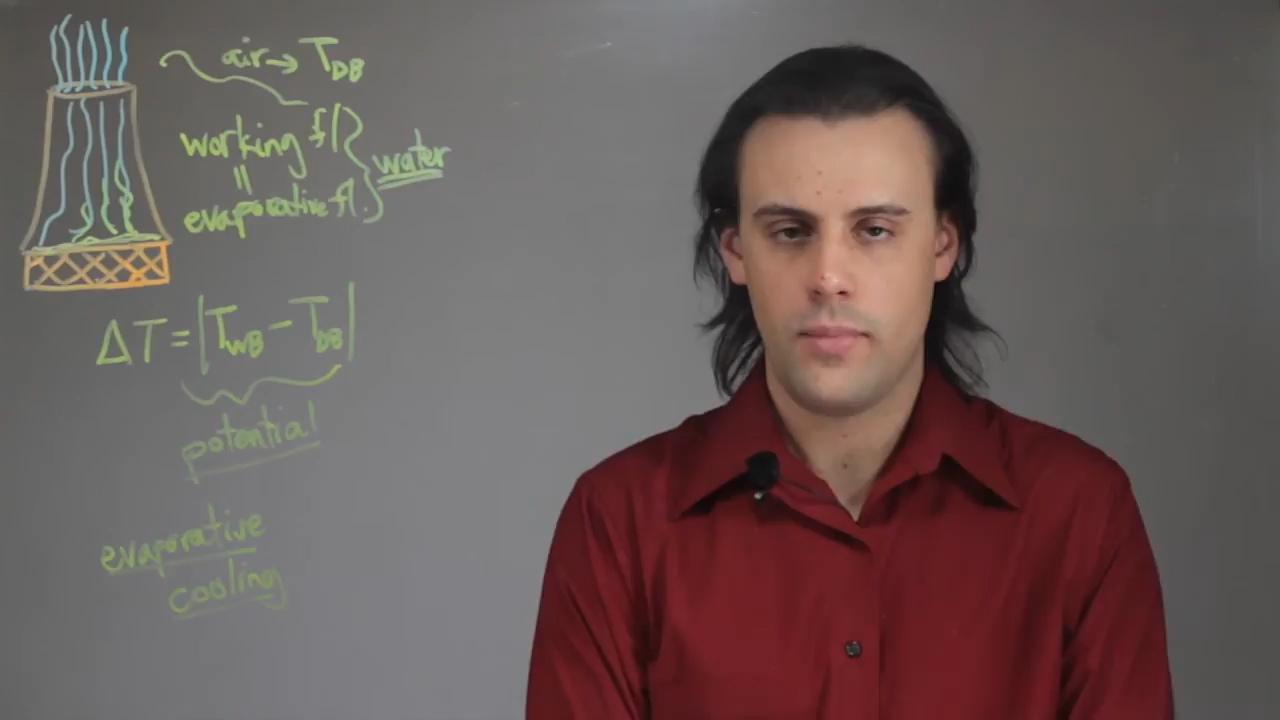 air → T_DB
working fl
||
evaporative fl.
} water
ΔT = |T_WB − T_DB|
potential
evaporative
cooling